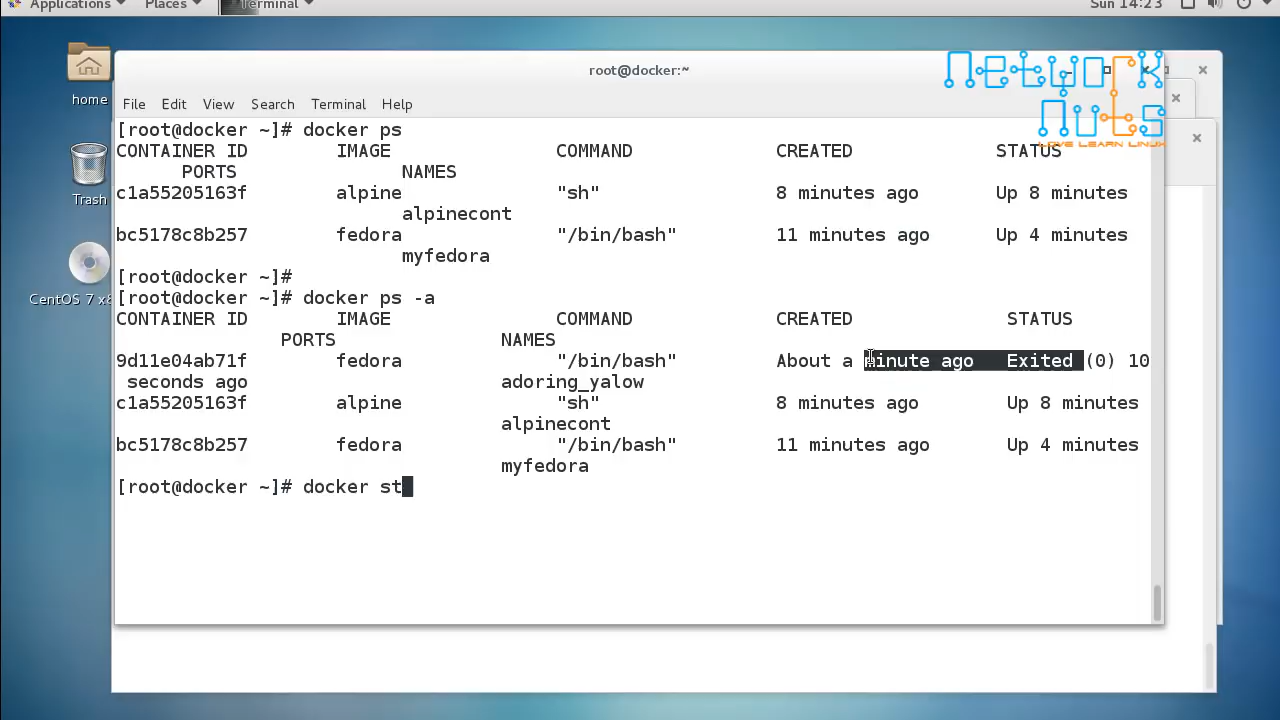 Applications Places Terminal Sun 14:23
home
Trash
CentOS 7 x8
root@docker:~
NETWORK
NUTS
LOVE LEARN LINUX
File Edit View Search Terminal Help
[root@docker ~]# docker ps
CONTAINER ID IMAGE COMMAND CREATED STATUS
PORTS NAMES
c1a55205163f alpine "sh" 8 minutes ago Up 8 minutes
alpinecont
bc5178c8b257 fedora "/bin/bash" 11 minutes ago Up 4 minutes
myfedora
[root@docker ~]#
[root@docker ~]# docker ps -a
CONTAINER ID IMAGE COMMAND CREATED STATUS
PORTS NAMES
9d11e04ab71f fedora "/bin/bash" About a minute ago Exited (0) 10
seconds ago adoring_yalow
c1a55205163f alpine "sh" 8 minutes ago Up 8 minutes
alpinecont
bc5178c8b257 fedora "/bin/bash" 11 minutes ago Up 4 minutes
myfedora
[root@docker ~]# docker st